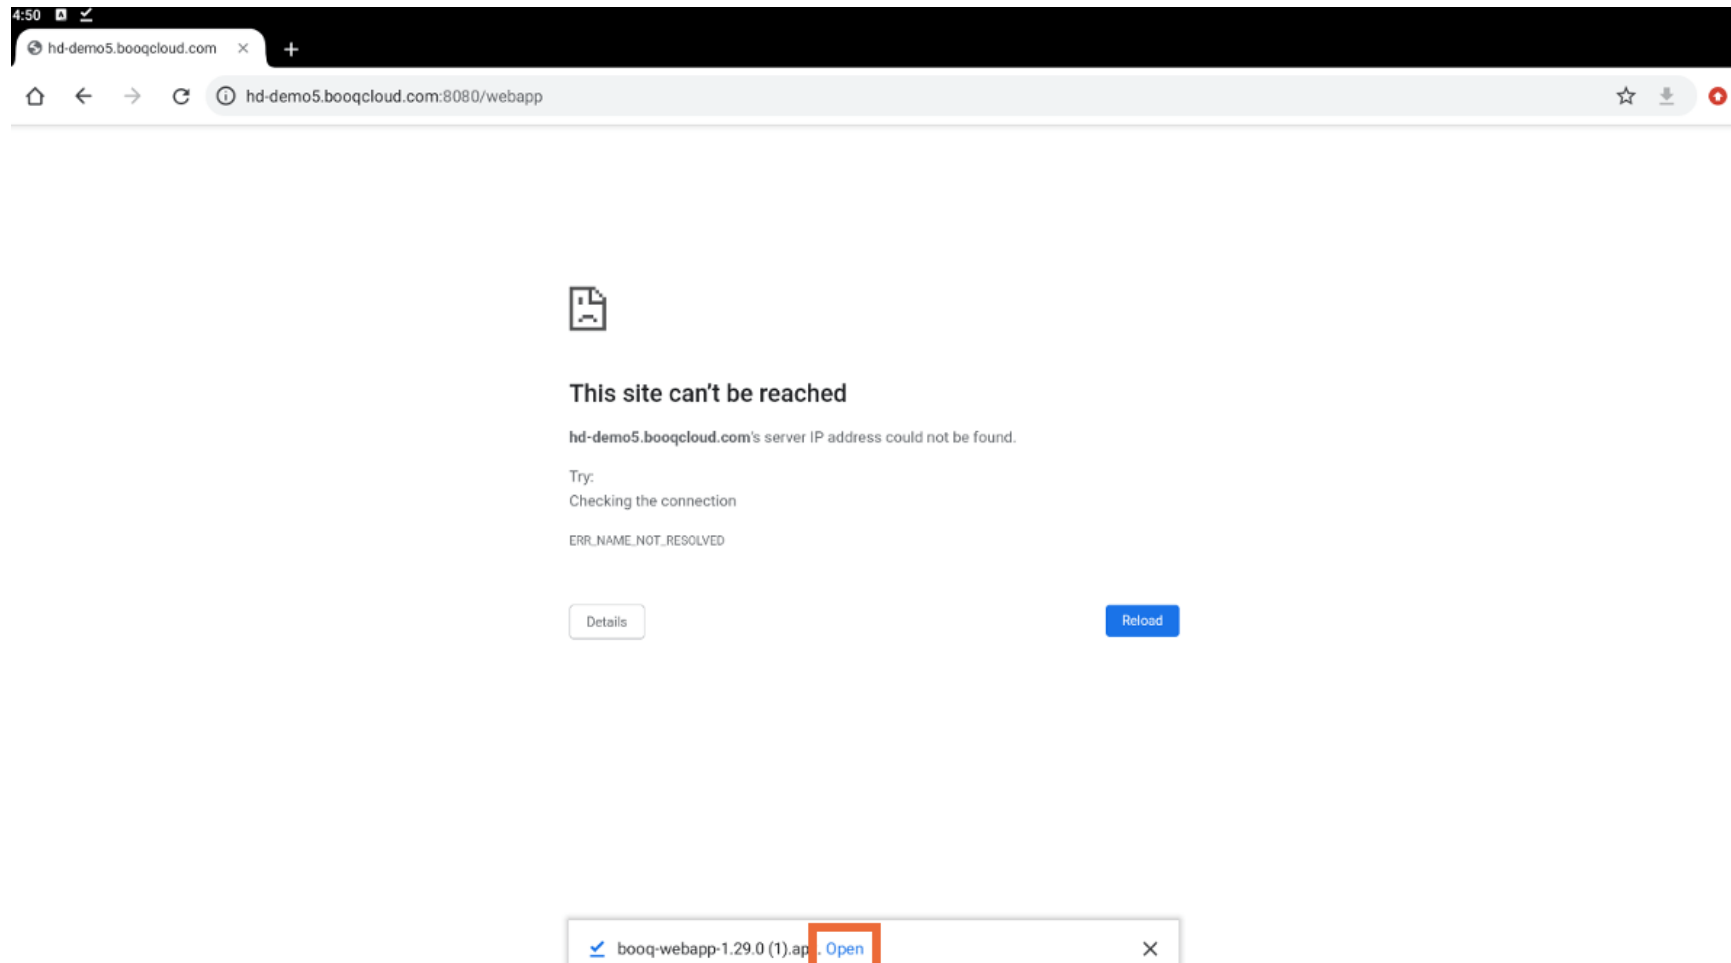 4:50
hd-demo5.booqcloud.com
hd-demo5.booqcloud.com:8080/webapp
This site can't be reached
hd-demo5.booqcloud.com's server IP address could not be found.
Try:
Checking the connection
ERR_NAME_NOT_RESOLVED
Details
Reload
booq-webapp-1.29.0 (1).ap.. Open